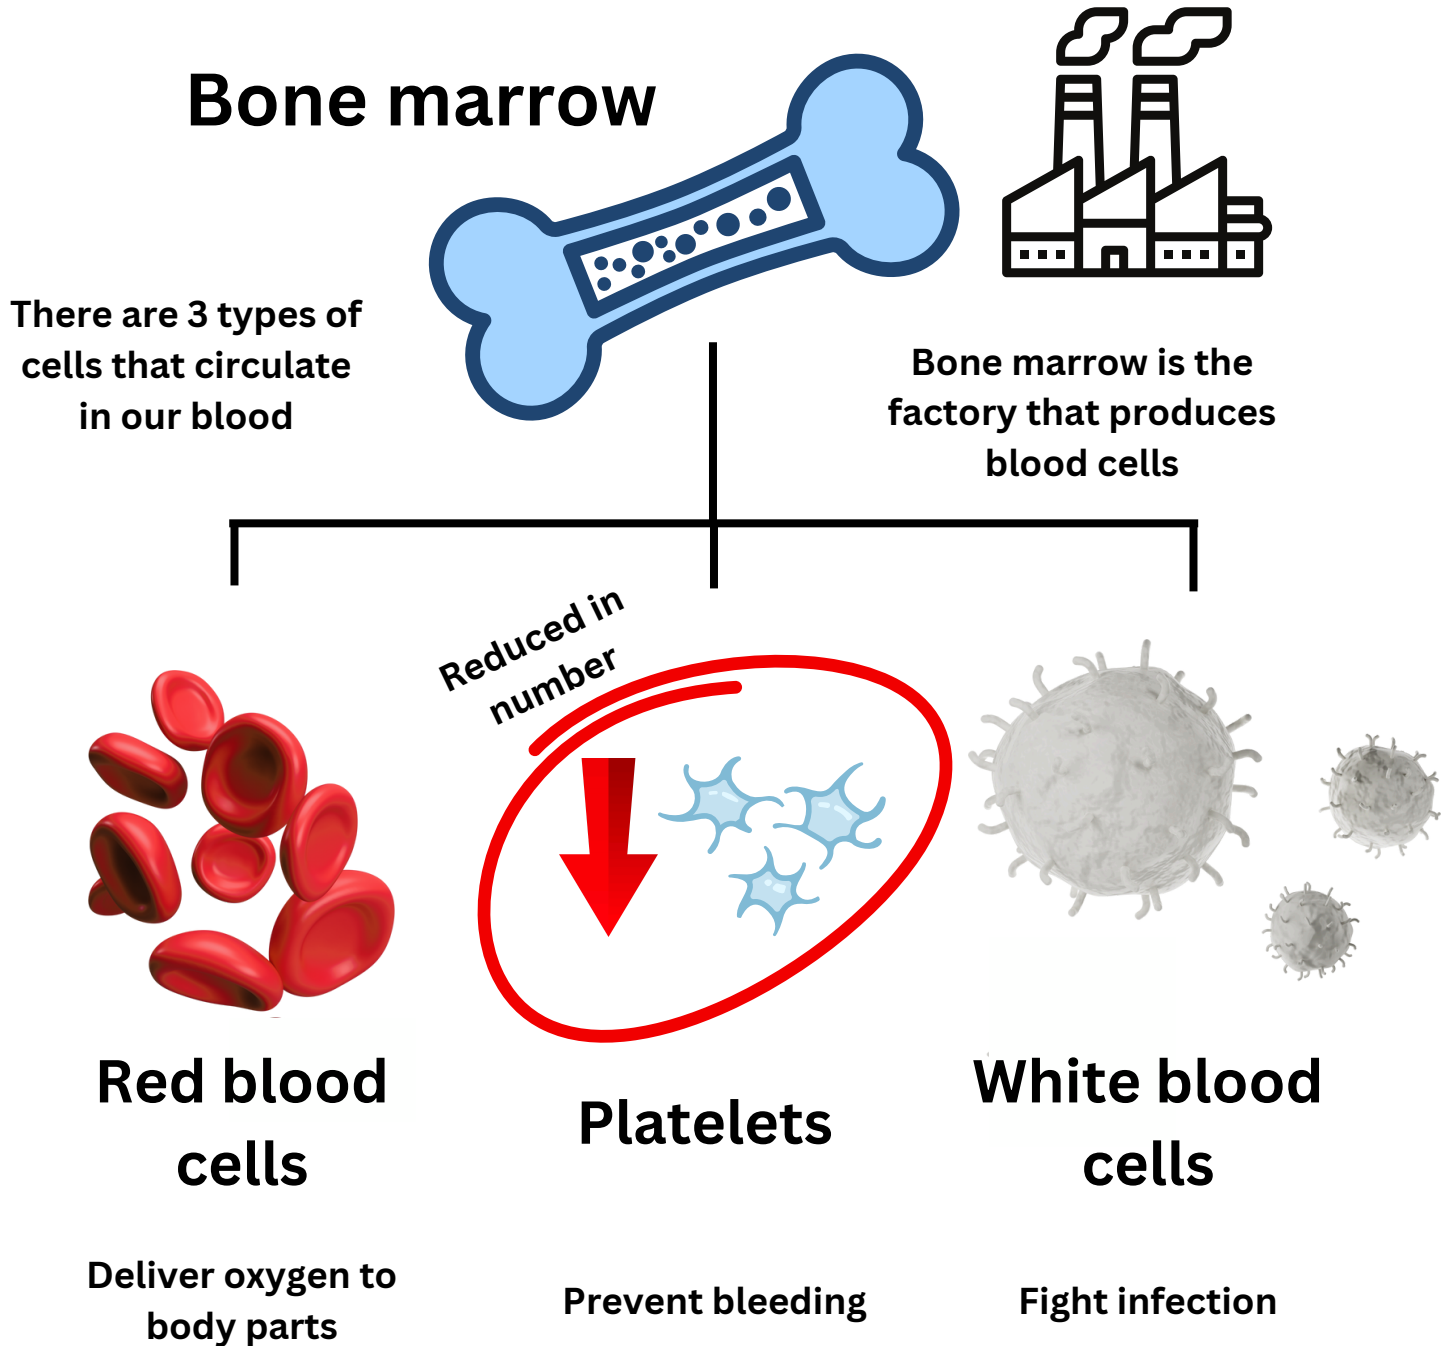 Bone marrow
There are 3 types of
cells that circulate
in our blood
Bone marrow is the
factory that produces
blood cells
Reduced in
number
Red blood
cells
Platelets
White blood
cells
Deliver oxygen to
body parts
Prevent bleeding
Fight infection